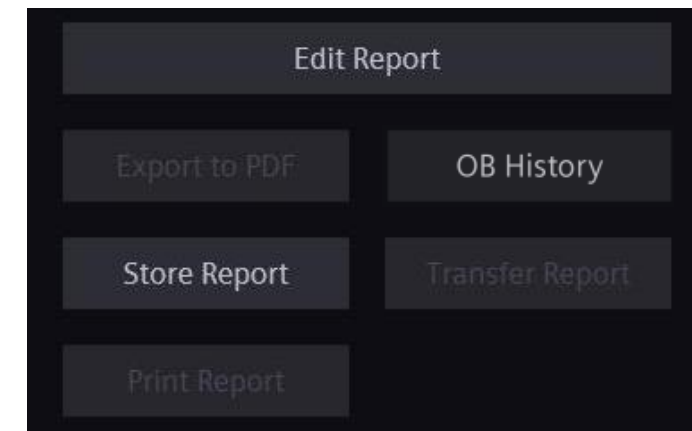 Edit Report
Export to PDF
OB History
Store Report
Transfer Report
Print Report